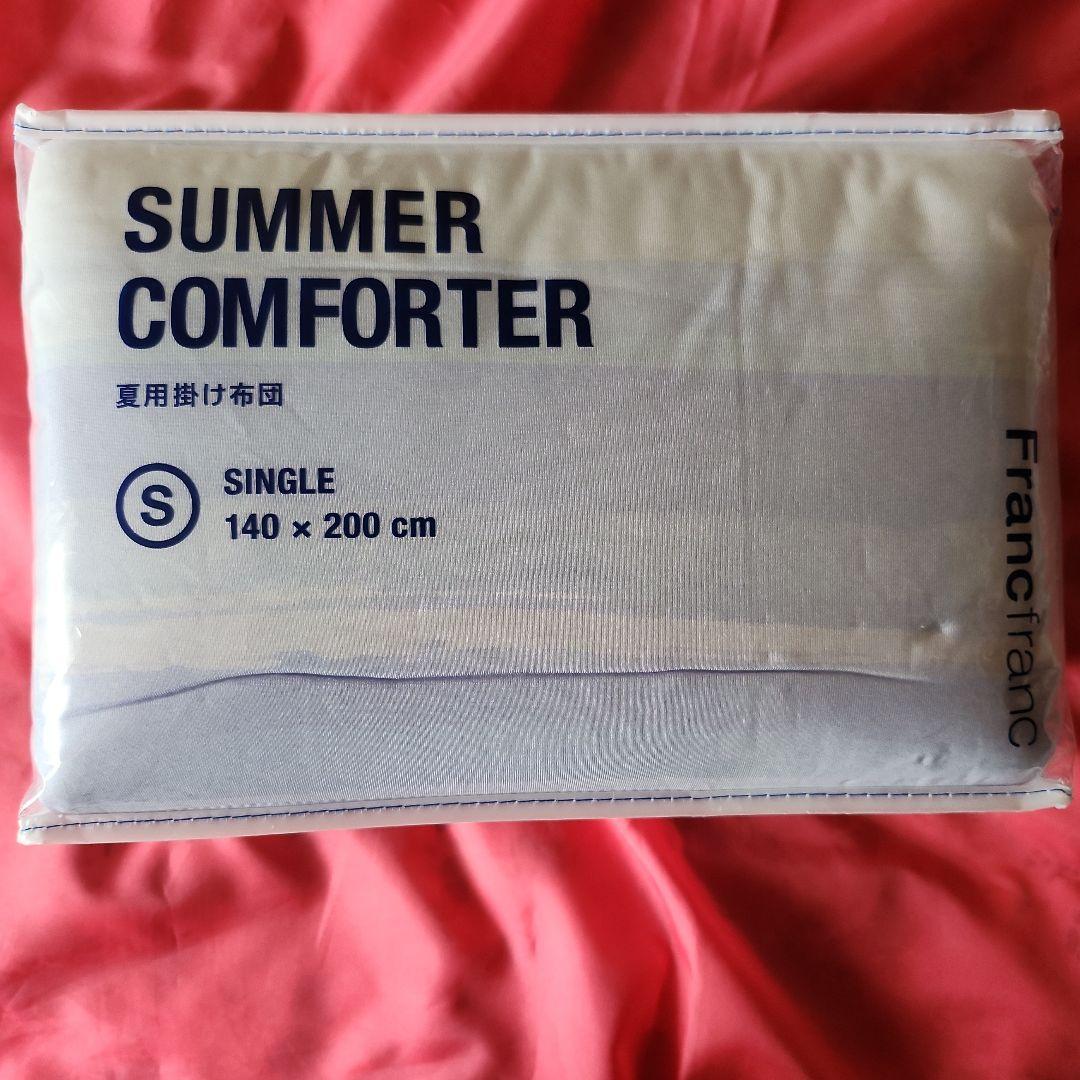 SUMMER
COMFORTER
夏用掛け布団
S
SINGLE
140 × 200 cm
Francfranc